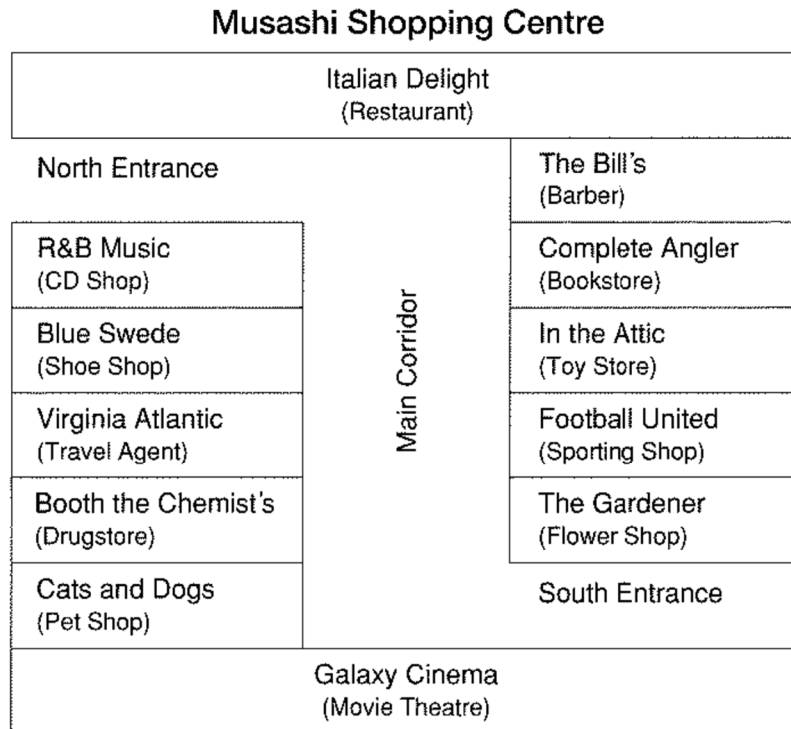 Musashi Shopping Centre
Italian Delight
(Restaurant)
North Entrance
The Bill's
(Barber)
R&B Music
(CD Shop)
Complete Angler
(Bookstore)
Blue Swede
(Shoe Shop)
In the Attic
(Toy Store)
Main Corridor
Virginia Atlantic
(Travel Agent)
Football United
(Sporting Shop)
Booth the Chemist's
(Drugstore)
The Gardener
(Flower Shop)
Cats and Dogs
(Pet Shop)
South Entrance
Galaxy Cinema
(Movie Theatre)